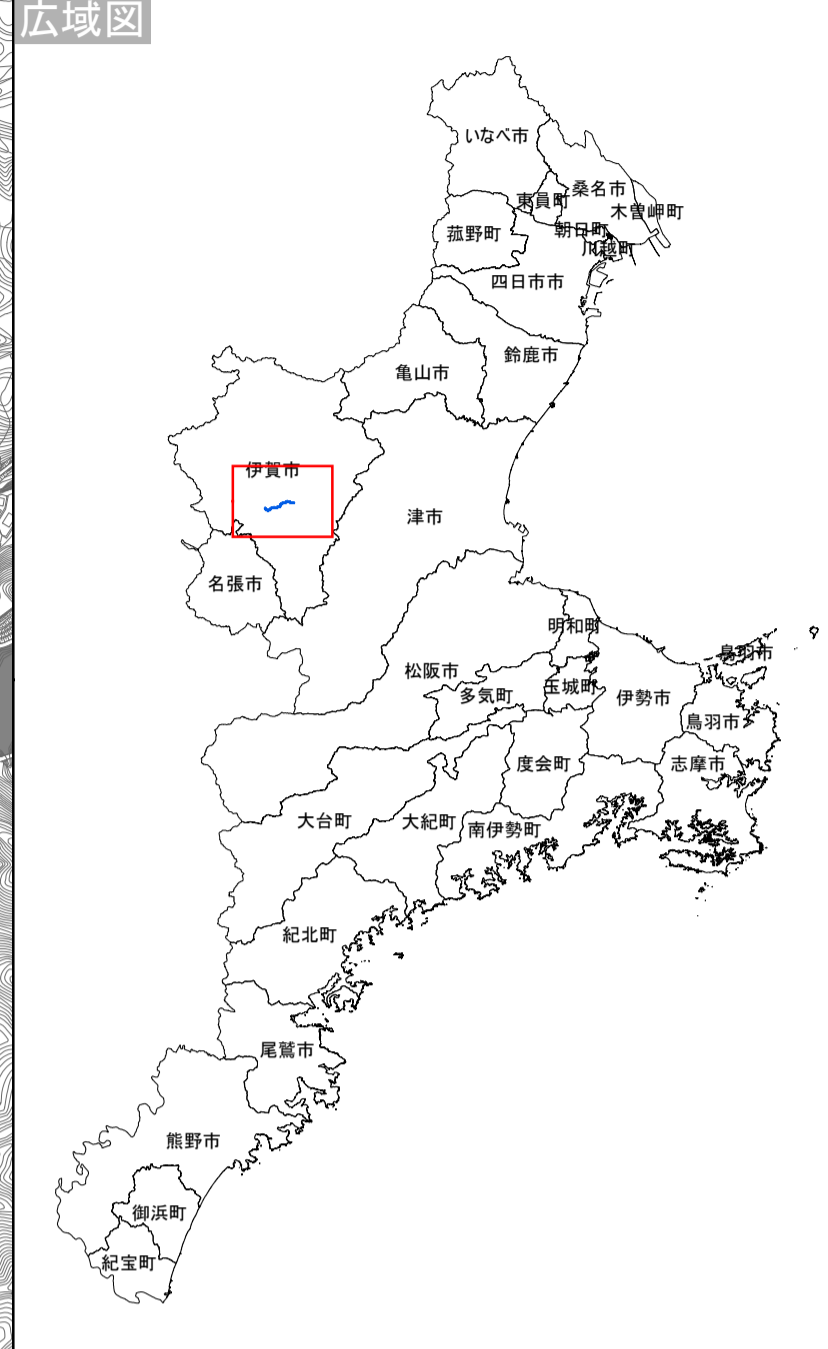 広域図
いなべ市
桑名市
東員町
木曽岬町
朝日町
菰野町
川越町
四日市市
鈴鹿市
亀山市
伊賀市
津市
名張市
明和町
鳥羽市
松阪市
玉城町
多気町
伊勢市
鳥羽市
度会町
志摩市
大台町
大紀町
南伊勢町
紀北町
尾鷲市
熊野市
御浜町
紀宝町